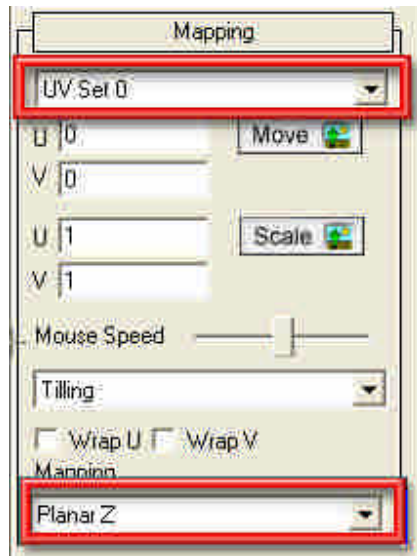 Mapping
UV Set 0
U 0 Move
V 0
U 1 Scale
V 1
Mouse Speed
Tilling
Wrap U Wrap V
Mapping
Planar Z